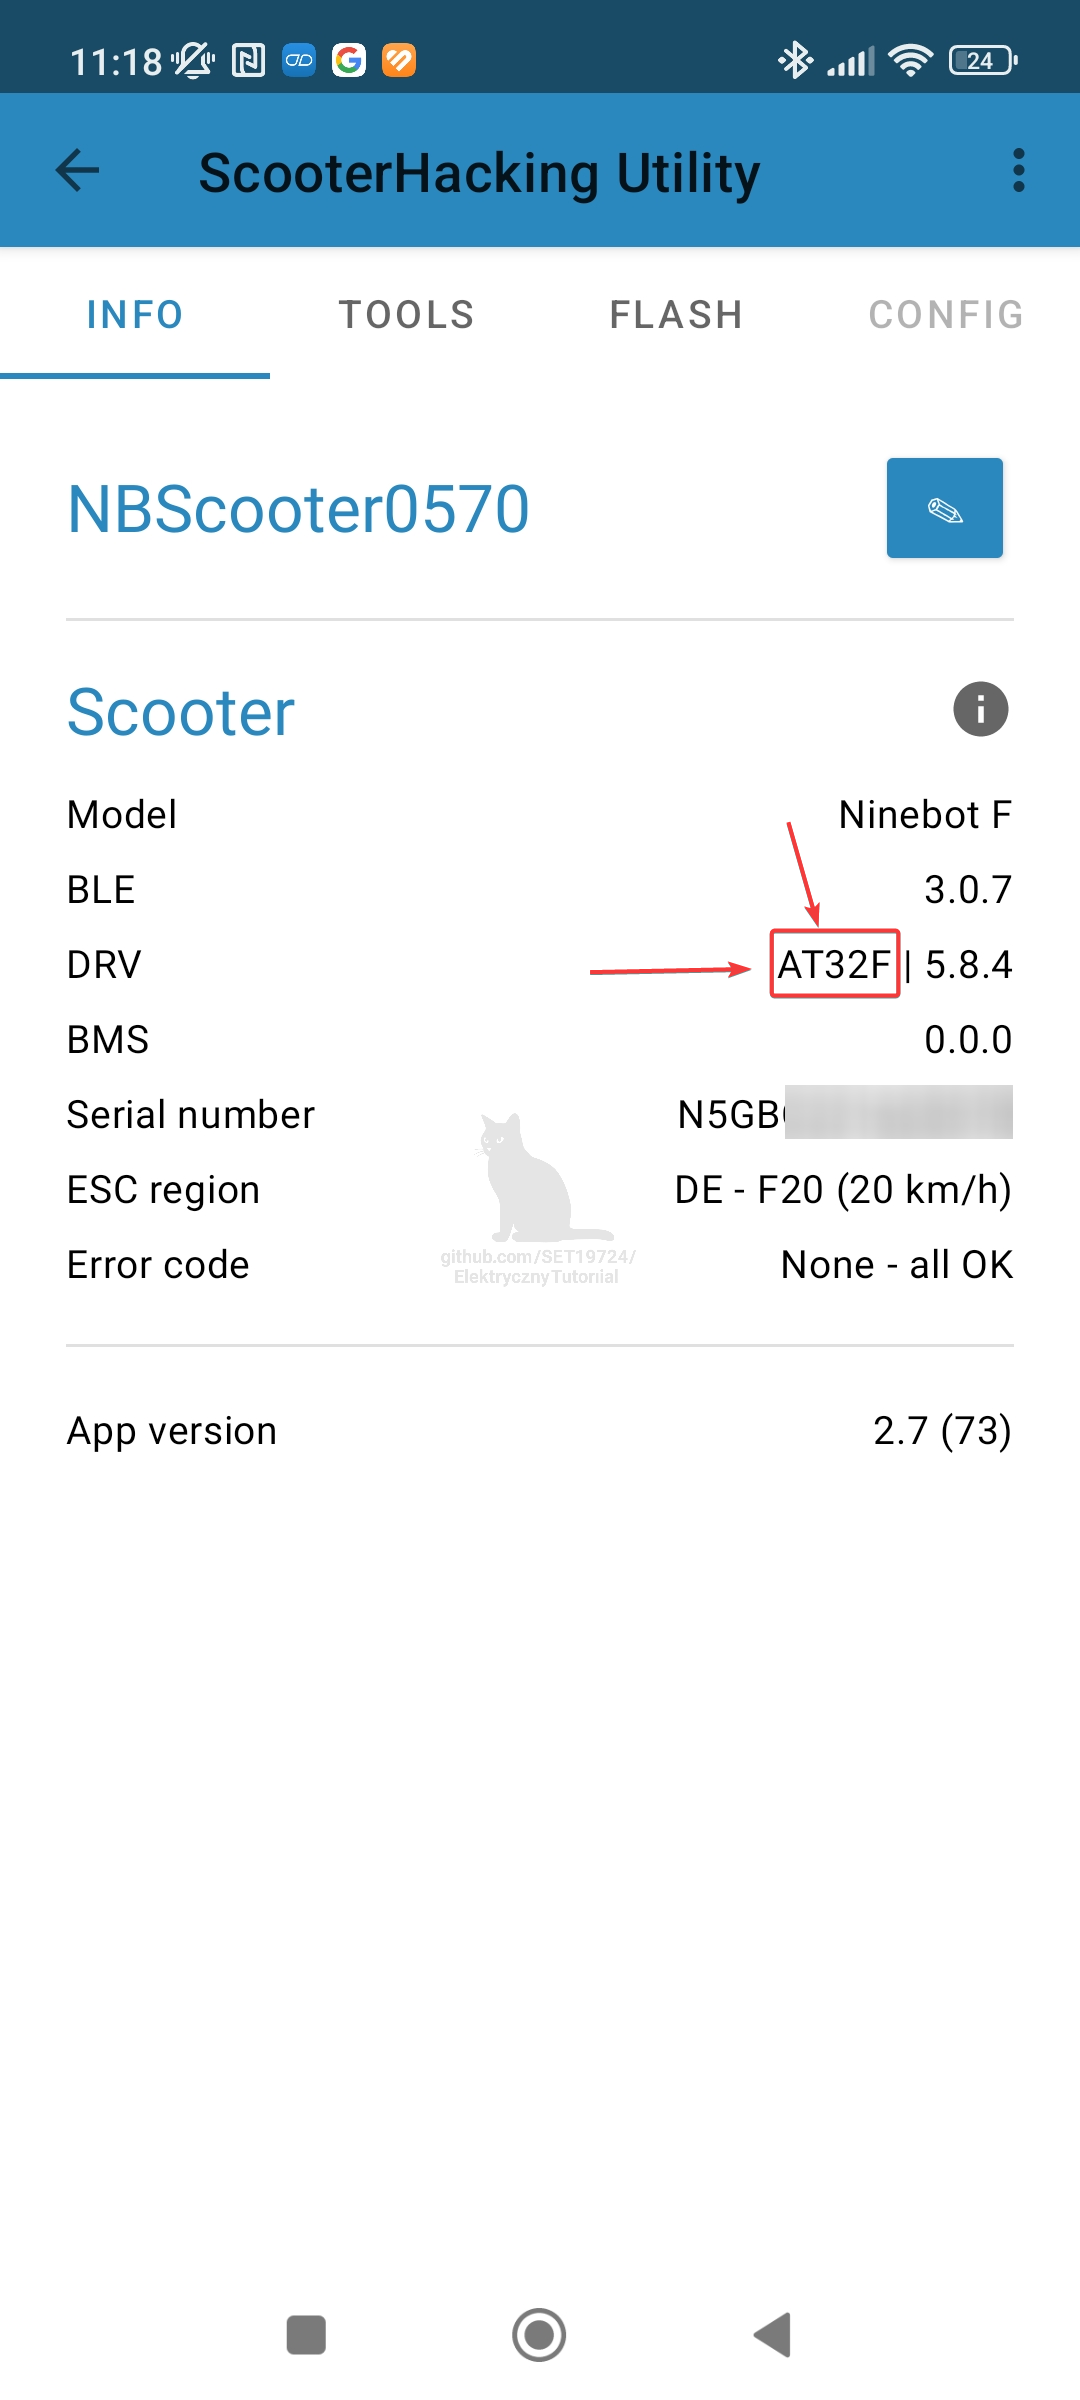 11:18
24
ScooterHacking Utility
INFO TOOLS FLASH CONFIG
NBScooter0570
Scooter
Model Ninebot F
BLE 3.0.7
DRV AT32F | 5.8.4
BMS 0.0.0
Serial number N5GB
ESC region DE - F20 (20 km/h)
github.com/SET19724/
ElektrycznyTutorial
Error code None - all OK
App version 2.7 (73)